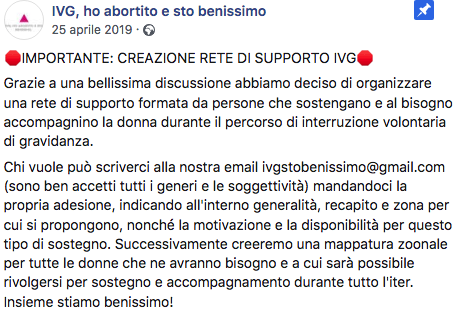 IVG, ho abortito e sto benissimo
25 aprile 2019 ·
🛑IMPORTANTE: CREAZIONE RETE DI SUPPORTO IVG🛑
Grazie a una bellissima discussione abbiamo deciso di organizzare
una rete di supporto formata da persone che sostengano e al bisogno
accompagnino la donna durante il percorso di interruzione volontaria
di gravidanza.
Chi vuole può scriverci alla nostra email ivgstobenissimo@gmail.com
(sono ben accetti tutti i generi e le soggettività) mandandoci la
propria adesione, indicando all'interno generalità, recapito e zona per
cui si propongono, nonché la motivazione e la disponibilità per questo
tipo di sostegno. Successivamente creeremo una mappatura zoonale
per tutte le donne che ne avranno bisogno e a cui sarà possibile
rivolgersi per sostegno e accompagnamento durante tutto l'iter.
Insieme stiamo benissimo!